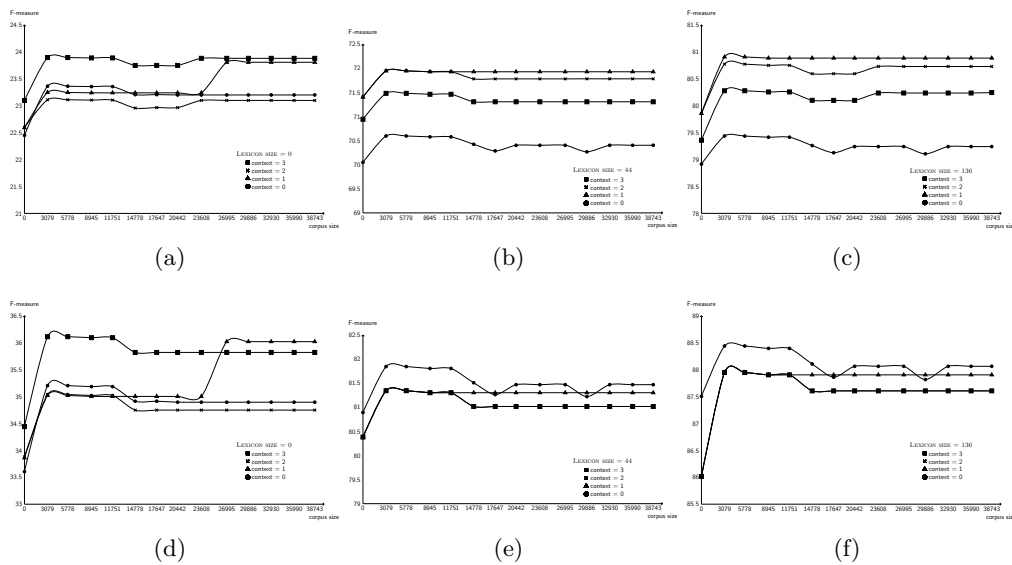 F-measure
24.5
24
23.5
23
22.5
22
21.5
21
LEXICON SIZE = 0
context = 3
context = 2
context = 1
context = 0
0 3079 5778 8945 11751 14778 17647 20442 23608 26995 29886 32930 35990 38743
corpus size
(a)
F-measure
72.5
72
71.5
71
70.5
70
69.5
69
LEXICON SIZE = 44
context = 3
context = 2
context = 1
context = 0
0 3079 5778 8945 11751 14778 17647 20442 23608 26995 29886 32930 35990 38743
corpus size
(b)
F-measure
81.5
81
80.5
80
79.5
79
78.5
78
LEXICON SIZE = 136
context = 3
context = 2
context = 1
context = 0
0 3079 5778 8945 11751 14778 17647 20442 23608 26995 29886 32930 35990 38743
corpus siz
(c)
F-measure
36.5
36
35.5
35
34.5
34
33.5
33
LEXICON SIZE = 0
context = 3
context = 2
context = 1
context = 0
0 3079 5778 8945 11751 14778 17647 20442 23608 26995 29886 32930 35990 38743
corpus size
(d)
F-measure
82.5
82
81.5
81
80.5
80
79.5
79
LEXICON SIZE = 44
context = 3
context = 2
context = 1
context = 0
0 3079 5778 8945 11751 14778 17647 20442 23608 26995 29886 32930 35990 38743
corpus size
(e)
F-measure
89
88.5
88
87.5
87
86.5
86
85.5
LEXICON SIZE = 136
context = 3
context = 2
context = 1
context = 0
0 3079 5778 8945 11751 14778 17647 20442 23608 26995 29886 32930 35990 38743
corpus siz
(f)